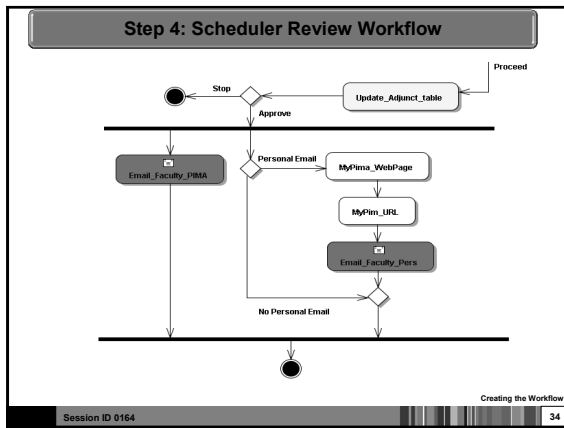 Step 4: Scheduler Review Workflow
Proceed
Stop
Update_Adjunct_table
Approve
Personal Email
Email_Faculty_PIMA
MyPima_WebPage
MyPim_URL
Email_Faculty_Pers
No Personal Email
Creating the Workflow
Session ID 0164
34